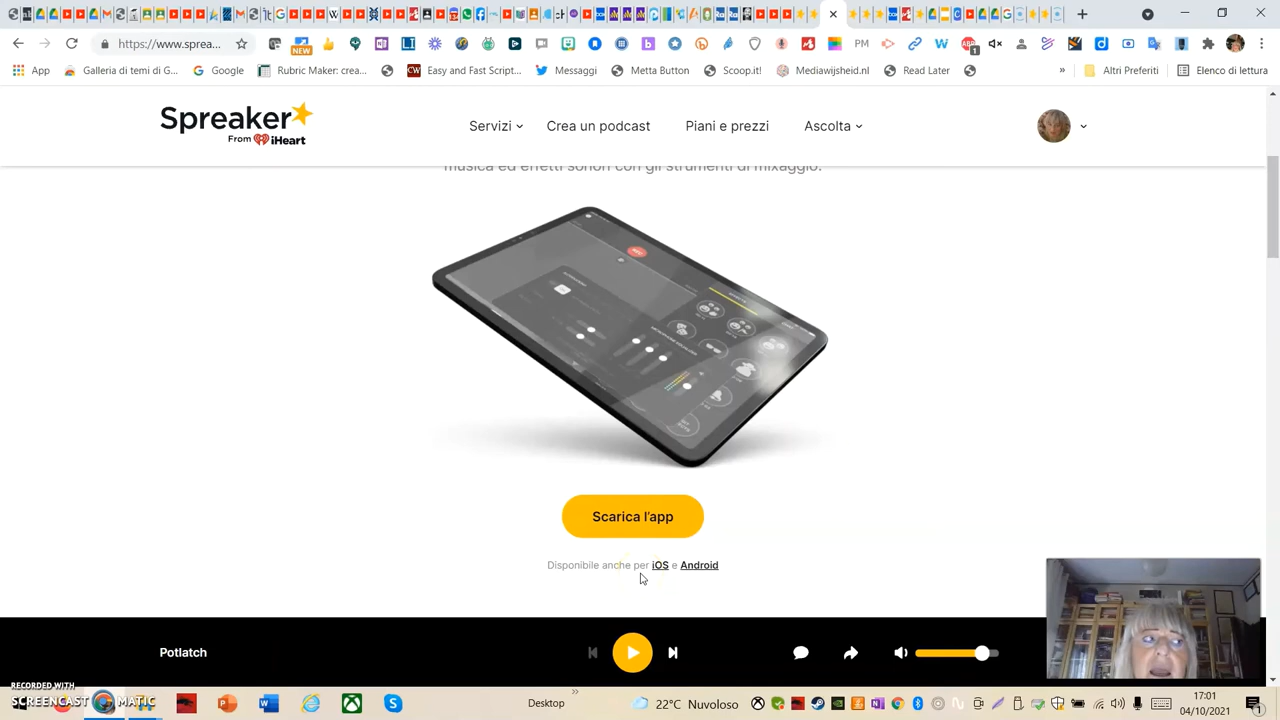 https://www.sprea...
NEW
PM
App
Galleria di temi di G...
Google
Rubric Maker: crea...
Easy and Fast Scrip...
Messaggi
Metta Button
Scoop.it!
Mediawijsheid.nl
Read Later
»
Altri Preferiti
Elenco di lettura
Spreaker
From iHeart
Servizi
Crea un podcast
Piani e prezzi
Ascolta
musica ed effetti sonori con gli strumenti di mixaggio.
Scarica l'app
Disponibile anche per iOS e Android
Potlatch
RECORDED WITH
SCREENCAST MATIC
Desktop
22°C Nuvoloso
17:01
04/10/2021